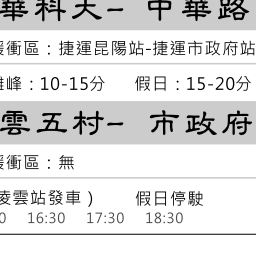 華科大- 中華路
緩衝區：捷運昆陽站-捷運市政府站
離峰：10-15分 假日：15-20分
雲五村- 市政府
緩衝區：無
凌雲站發車） 假日停駛
0 16:30 17:30 18:30